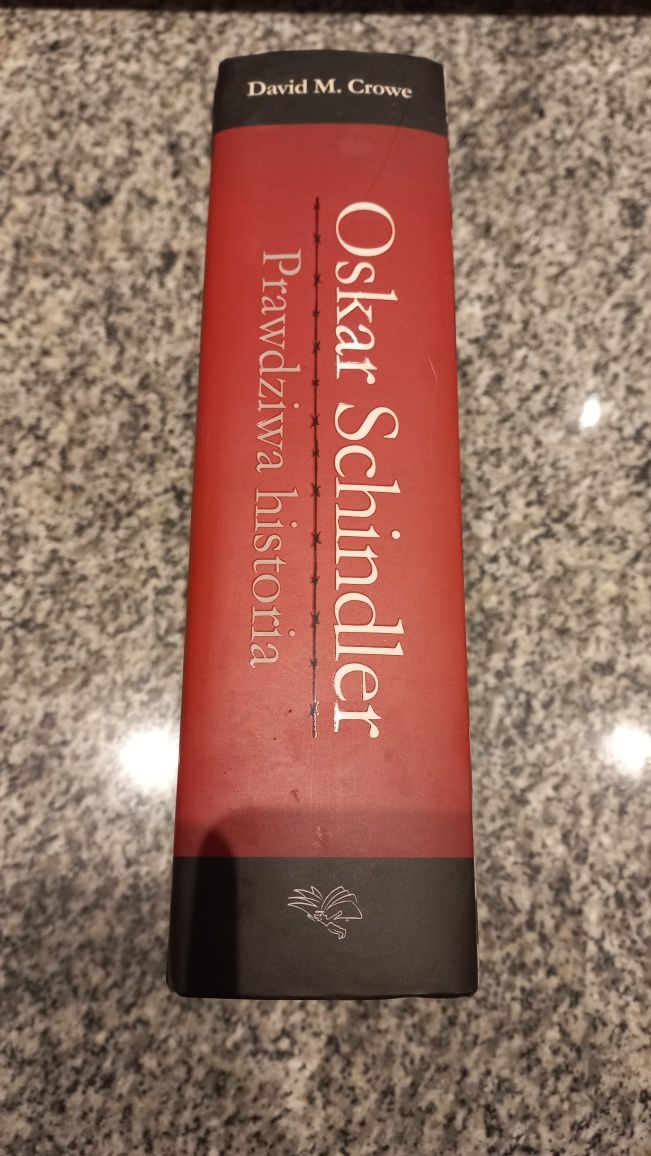 David M. Crowe
Oskar Schindler
Prawdziwa historia